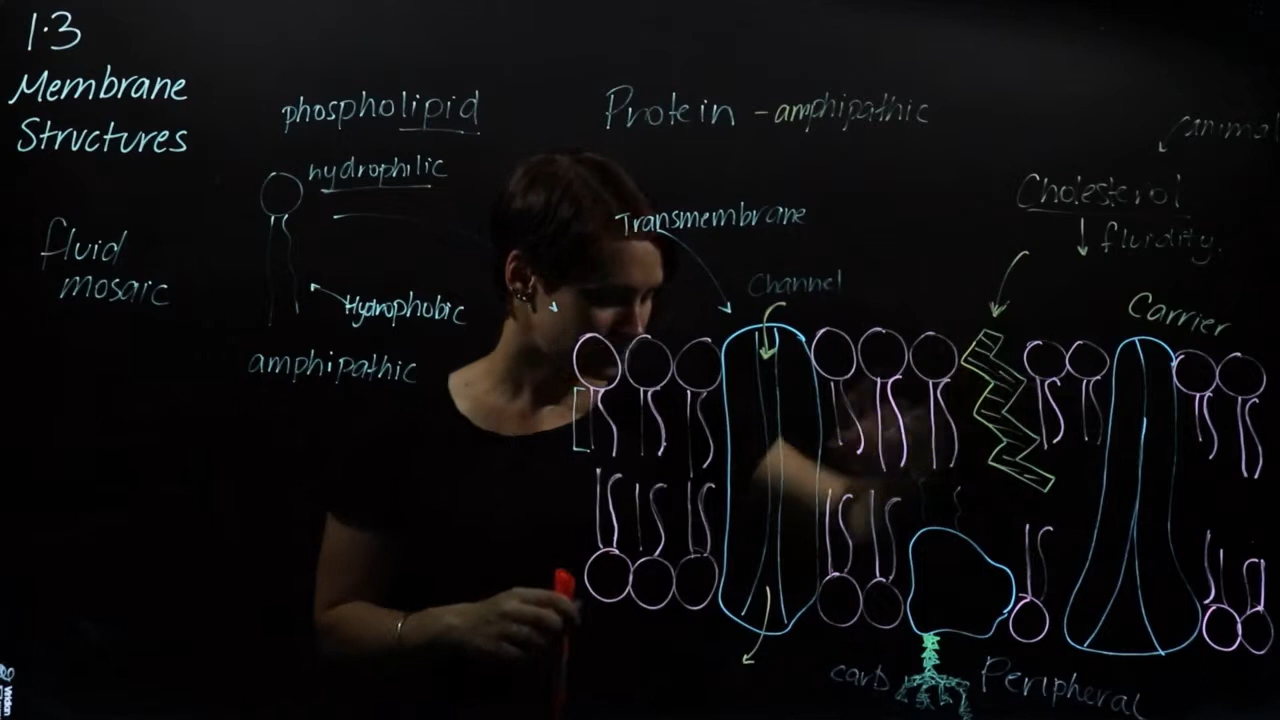 1.3
Membrane
Structures
fluid
mosaic
phospholipid
hydrophilic
Hydrophobic
amphipathic
Protein - amphipathic
Transmembrane
Channel
Cholesterol
fluidity.
Carrier
carb
Peripheral